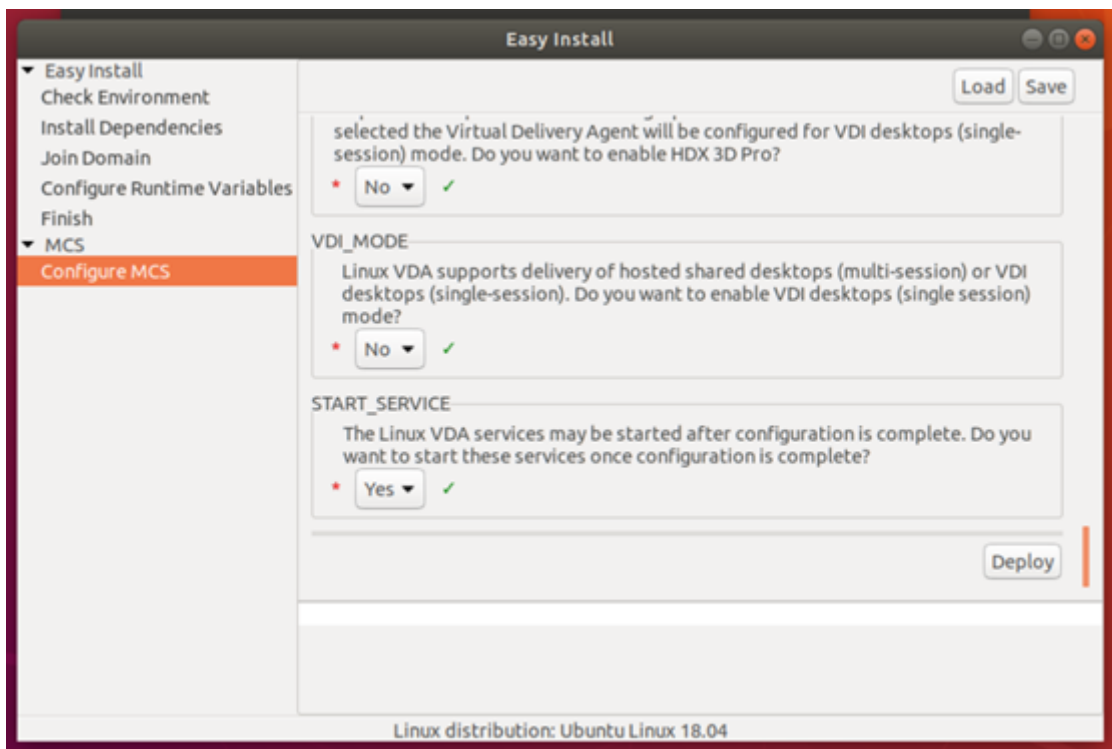 Easy Install
Easy Install
Check Environment
Install Dependencies
Join Domain
Configure Runtime Variables
Finish
MCS
Configure MCS
Load Save
selected the Virtual Delivery Agent will be configured for VDI desktops (single-
session) mode. Do you want to enable HDX 3D Pro?
* No ✓
VDI_MODE
Linux VDA supports delivery of hosted shared desktops (multi-session) or VDI
desktops (single-session). Do you want to enable VDI desktops (single session)
mode?
* No ✓
START_SERVICE
The Linux VDA services may be started after configuration is complete. Do you
want to start these services once configuration is complete?
* Yes ✓
Deploy
Linux distribution: Ubuntu Linux 18.04